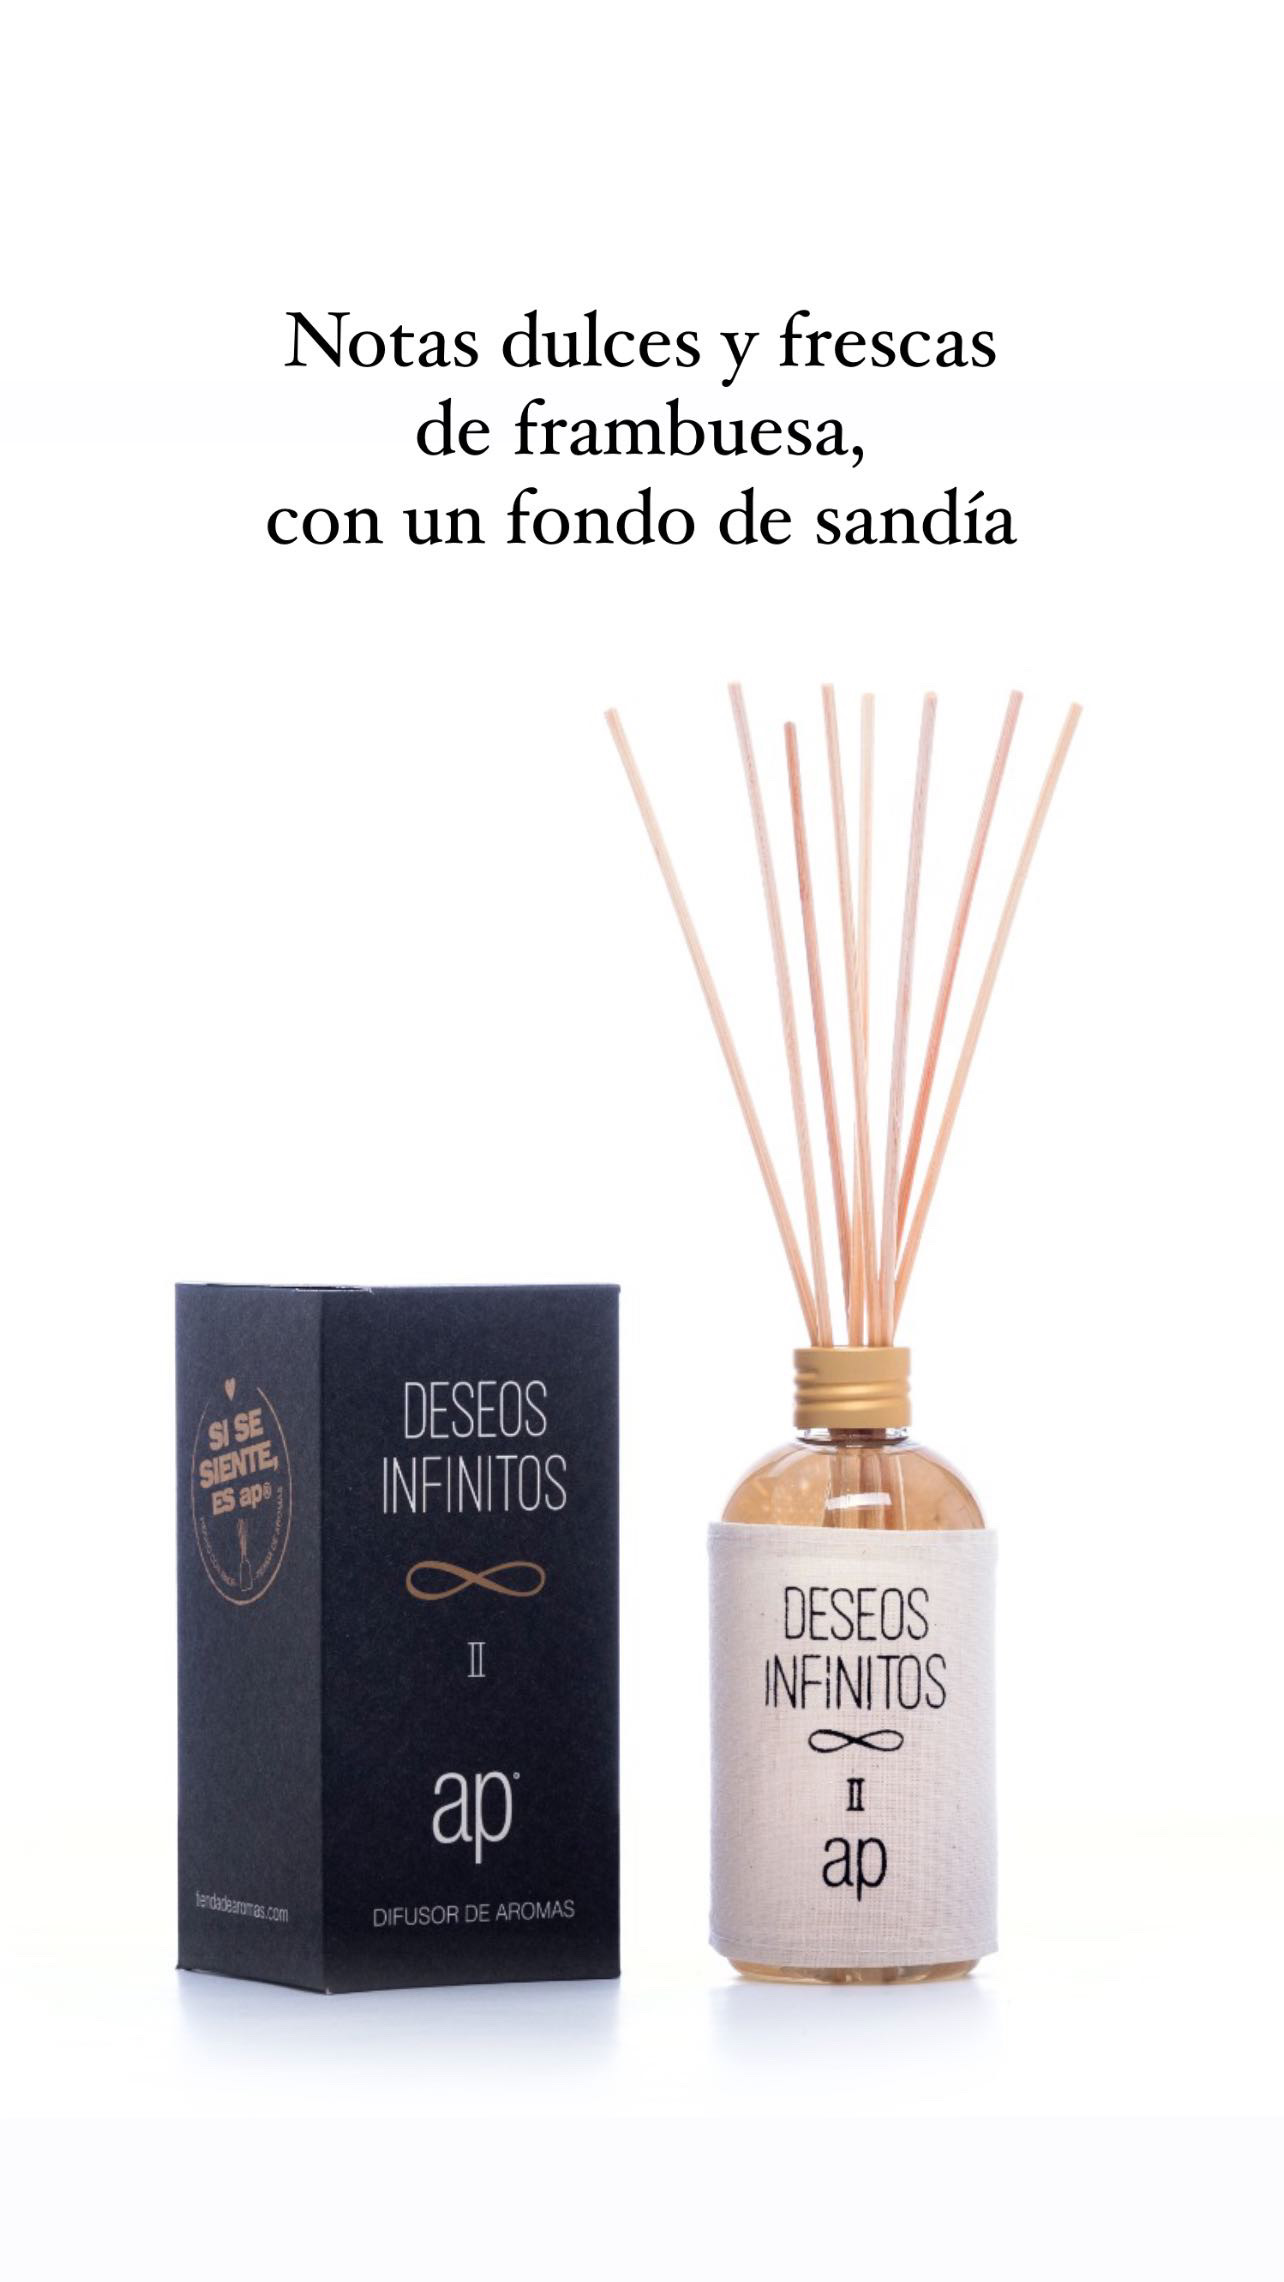 Notas dulces y frescas
de frambuesa,
con un fondo de sandía
SI SE
SIENTE,
ES ap®
tiendadearomas.com
DESEOS
INFINITOS
II
ap
DIFUSOR DE AROMAS
DESEOS
INFINITOS
II
ap